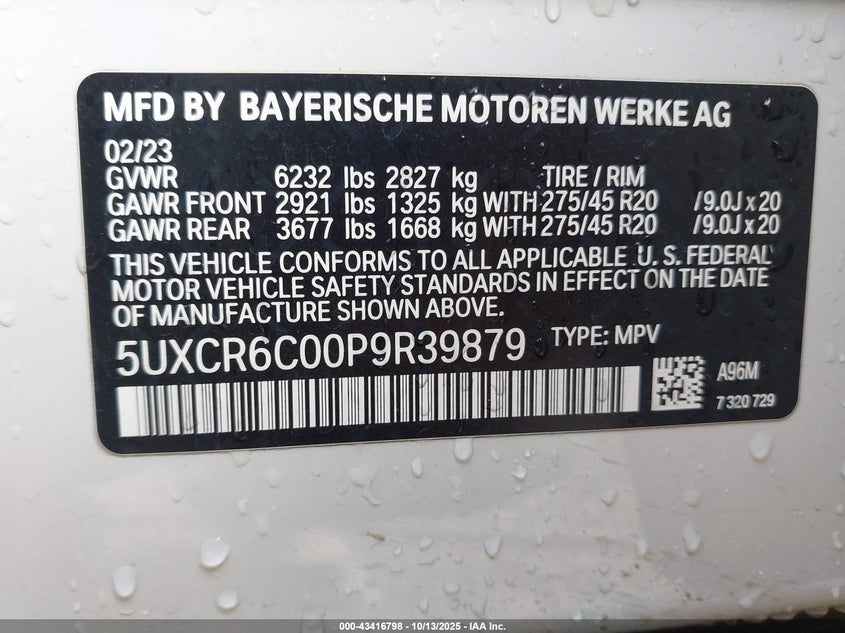 MFD BY BAYERISCHE MOTOREN WERKE AG
02/23
GVWR 6232 lbs 2827 kg TIRE / RIM
GAWR FRONT 2921 lbs 1325 kg WITH 275/45 R20 /9.0J x 20
GAWR REAR 3677 lbs 1668 kg WITH 275/45 R20 /9.0J x 20
THIS VEHICLE CONFORMS TO ALL APPLICABLE U. S. FEDERAL
MOTOR VEHICLE SAFETY STANDARDS IN EFFECT ON THE DATE
OF MANUFACTURE SHOWN ABOVE.
5UXCR6C00P9R39879 TYPE: MPV
A96M
7 320 729
000-43416798 - 10/13/2025 - IAA Inc.